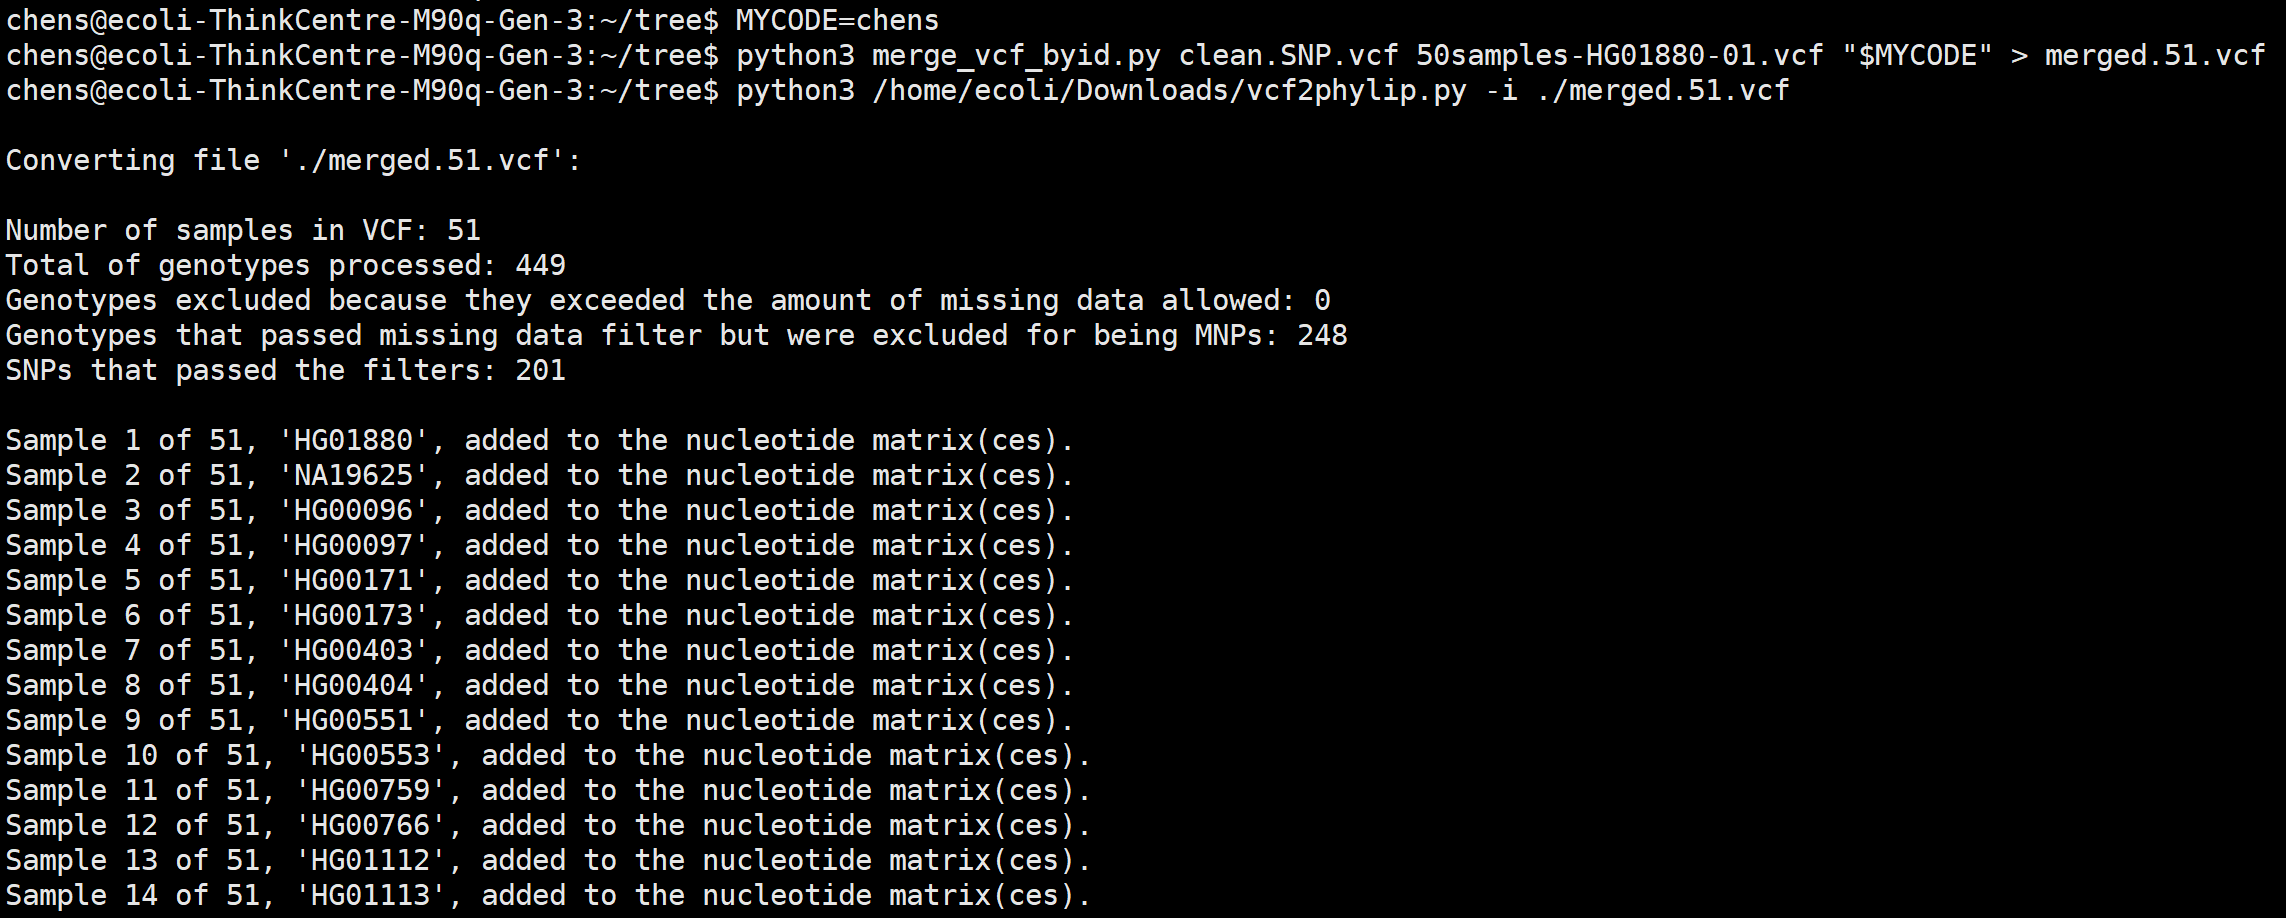 chens@ecoli-ThinkCentre-M90q-Gen-3:~/tree$ MYCODE=chens
chens@ecoli-ThinkCentre-M90q-Gen-3:~/tree$ python3 merge_vcf_byid.py clean.SNP.vcf 50samples-HG01880-01.vcf "$MYCODE" > merged.51.vcf
chens@ecoli-ThinkCentre-M90q-Gen-3:~/tree$ python3 /home/ecoli/Downloads/vcf2phylip.py -i ./merged.51.vcf
Converting file './merged.51.vcf':
Number of samples in VCF: 51
Total of genotypes processed: 449
Genotypes excluded because they exceeded the amount of missing data allowed: 0
Genotypes that passed missing data filter but were excluded for being MNPs: 248
SNPs that passed the filters: 201
Sample 1 of 51, 'HG01880', added to the nucleotide matrix(ces).
Sample 2 of 51, 'NA19625', added to the nucleotide matrix(ces).
Sample 3 of 51, 'HG00096', added to the nucleotide matrix(ces).
Sample 4 of 51, 'HG00097', added to the nucleotide matrix(ces).
Sample 5 of 51, 'HG00171', added to the nucleotide matrix(ces).
Sample 6 of 51, 'HG00173', added to the nucleotide matrix(ces).
Sample 7 of 51, 'HG00403', added to the nucleotide matrix(ces).
Sample 8 of 51, 'HG00404', added to the nucleotide matrix(ces).
Sample 9 of 51, 'HG00551', added to the nucleotide matrix(ces).
Sample 10 of 51, 'HG00553', added to the nucleotide matrix(ces).
Sample 11 of 51, 'HG00759', added to the nucleotide matrix(ces).
Sample 12 of 51, 'HG00766', added to the nucleotide matrix(ces).
Sample 13 of 51, 'HG01112', added to the nucleotide matrix(ces).
Sample 14 of 51, 'HG01113', added to the nucleotide matrix(ces).